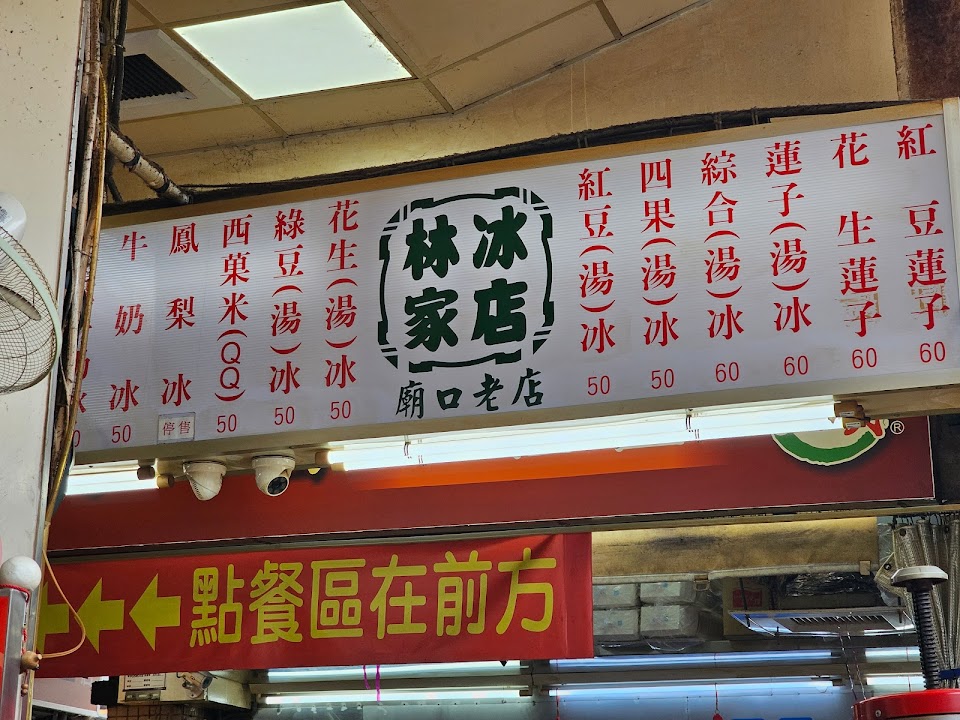 紅豆蓮子 60
花生蓮子 60
蓮子(湯)冰 60
綜合(湯)冰 60
四果(湯)冰 50
紅豆(湯)冰 50
林家
冰店
廟口老店
花生(湯)冰 50
綠豆(湯)冰 50
西菓米(QQ) 50
鳳梨冰 停售
牛奶冰 50
®
點餐區在前方